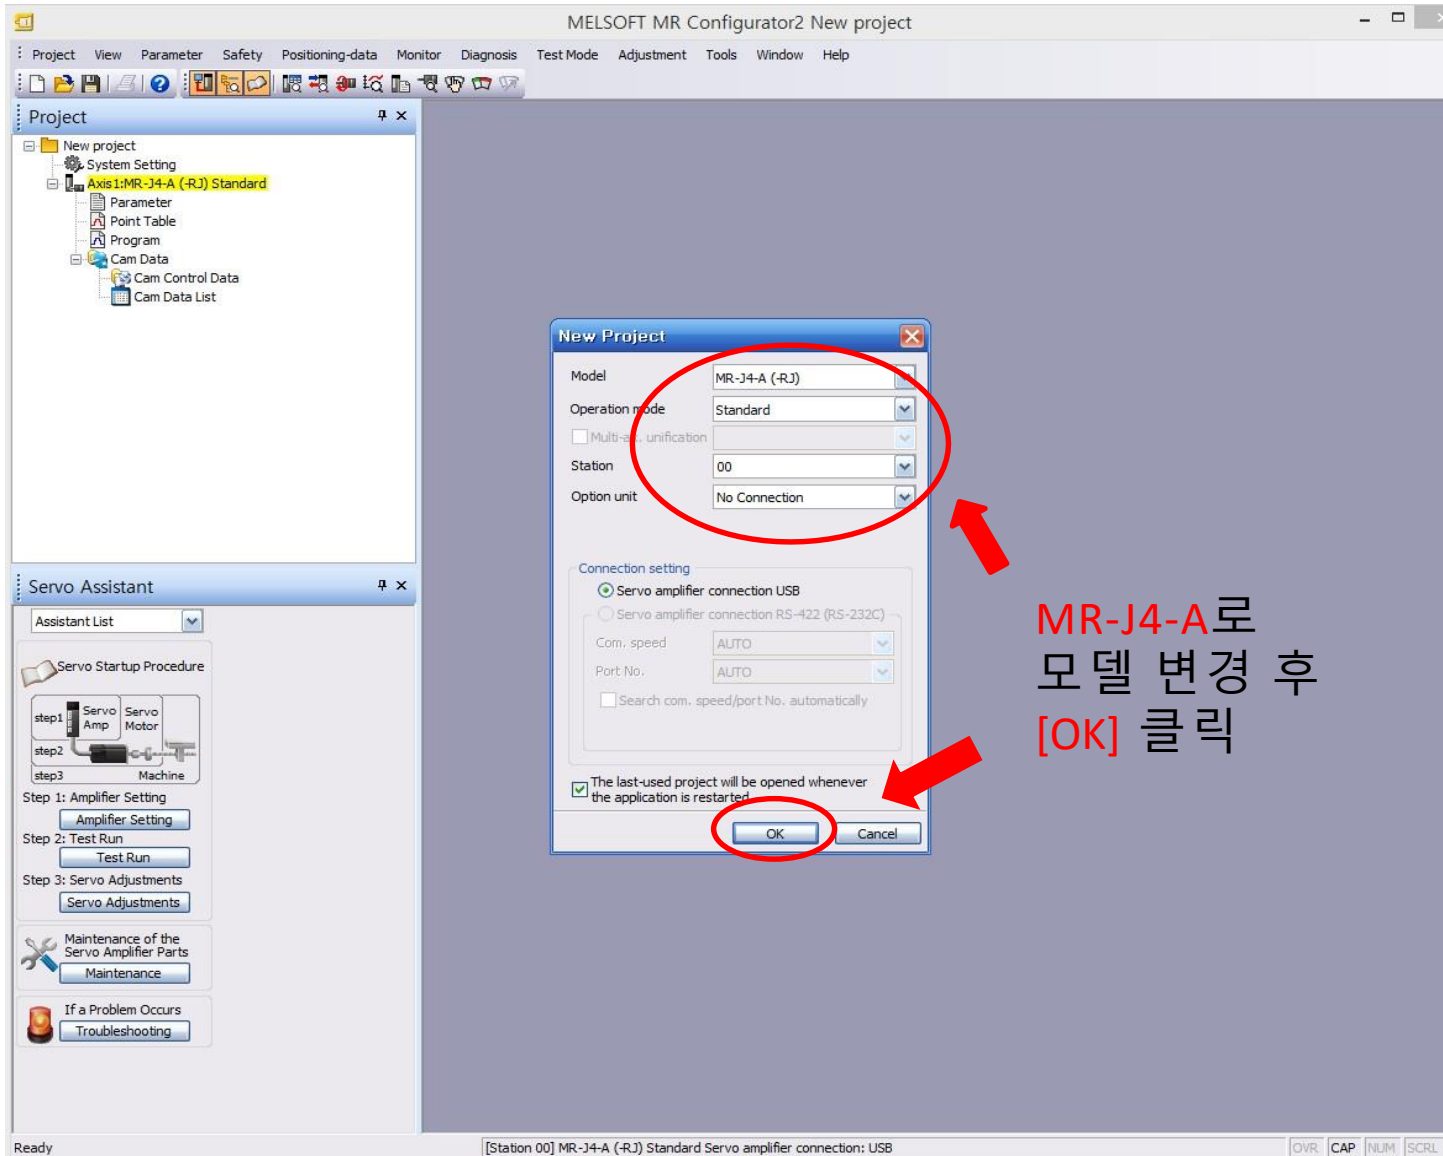 MELSOFT MR Configurator2 New project
Project View Parameter Safety Positioning-data Monitor Diagnosis Test Mode Adjustment Tools Window Help
Project
New project
System Setting
Axis1:MR-J4-A (-RJ) Standard
Parameter
Point Table
Program
Cam Data
Cam Control Data
Cam Data List
New Project
Model MR-J4-A (-RJ)
Operation mode Standard
Multi-ax. unification
Station 00
Option unit No Connection
Connection setting
Servo amplifier connection USB
Servo amplifier connection RS-422 (RS-232C)
Com. speed AUTO
Port No. AUTO
Search com. speed/port No. automatically
The last-used project will be opened whenever
the application is restarted
OK Cancel
MR-J4-A로
모델 변경 후
[OK] 클릭
Servo Assistant
Assistant List
Servo Startup Procedure
step1 Servo Amp Servo Motor
step2
step3 Machine
Step 1: Amplifier Setting
Amplifier Setting
Step 2: Test Run
Test Run
Step 3: Servo Adjustments
Servo Adjustments
Maintenance of the
Servo Amplifier Parts
Maintenance
If a Problem Occurs
Troubleshooting
Ready [Station 00] MR-J4-A (-RJ) Standard Servo amplifier connection: USB OVR CAP NUM SCRL